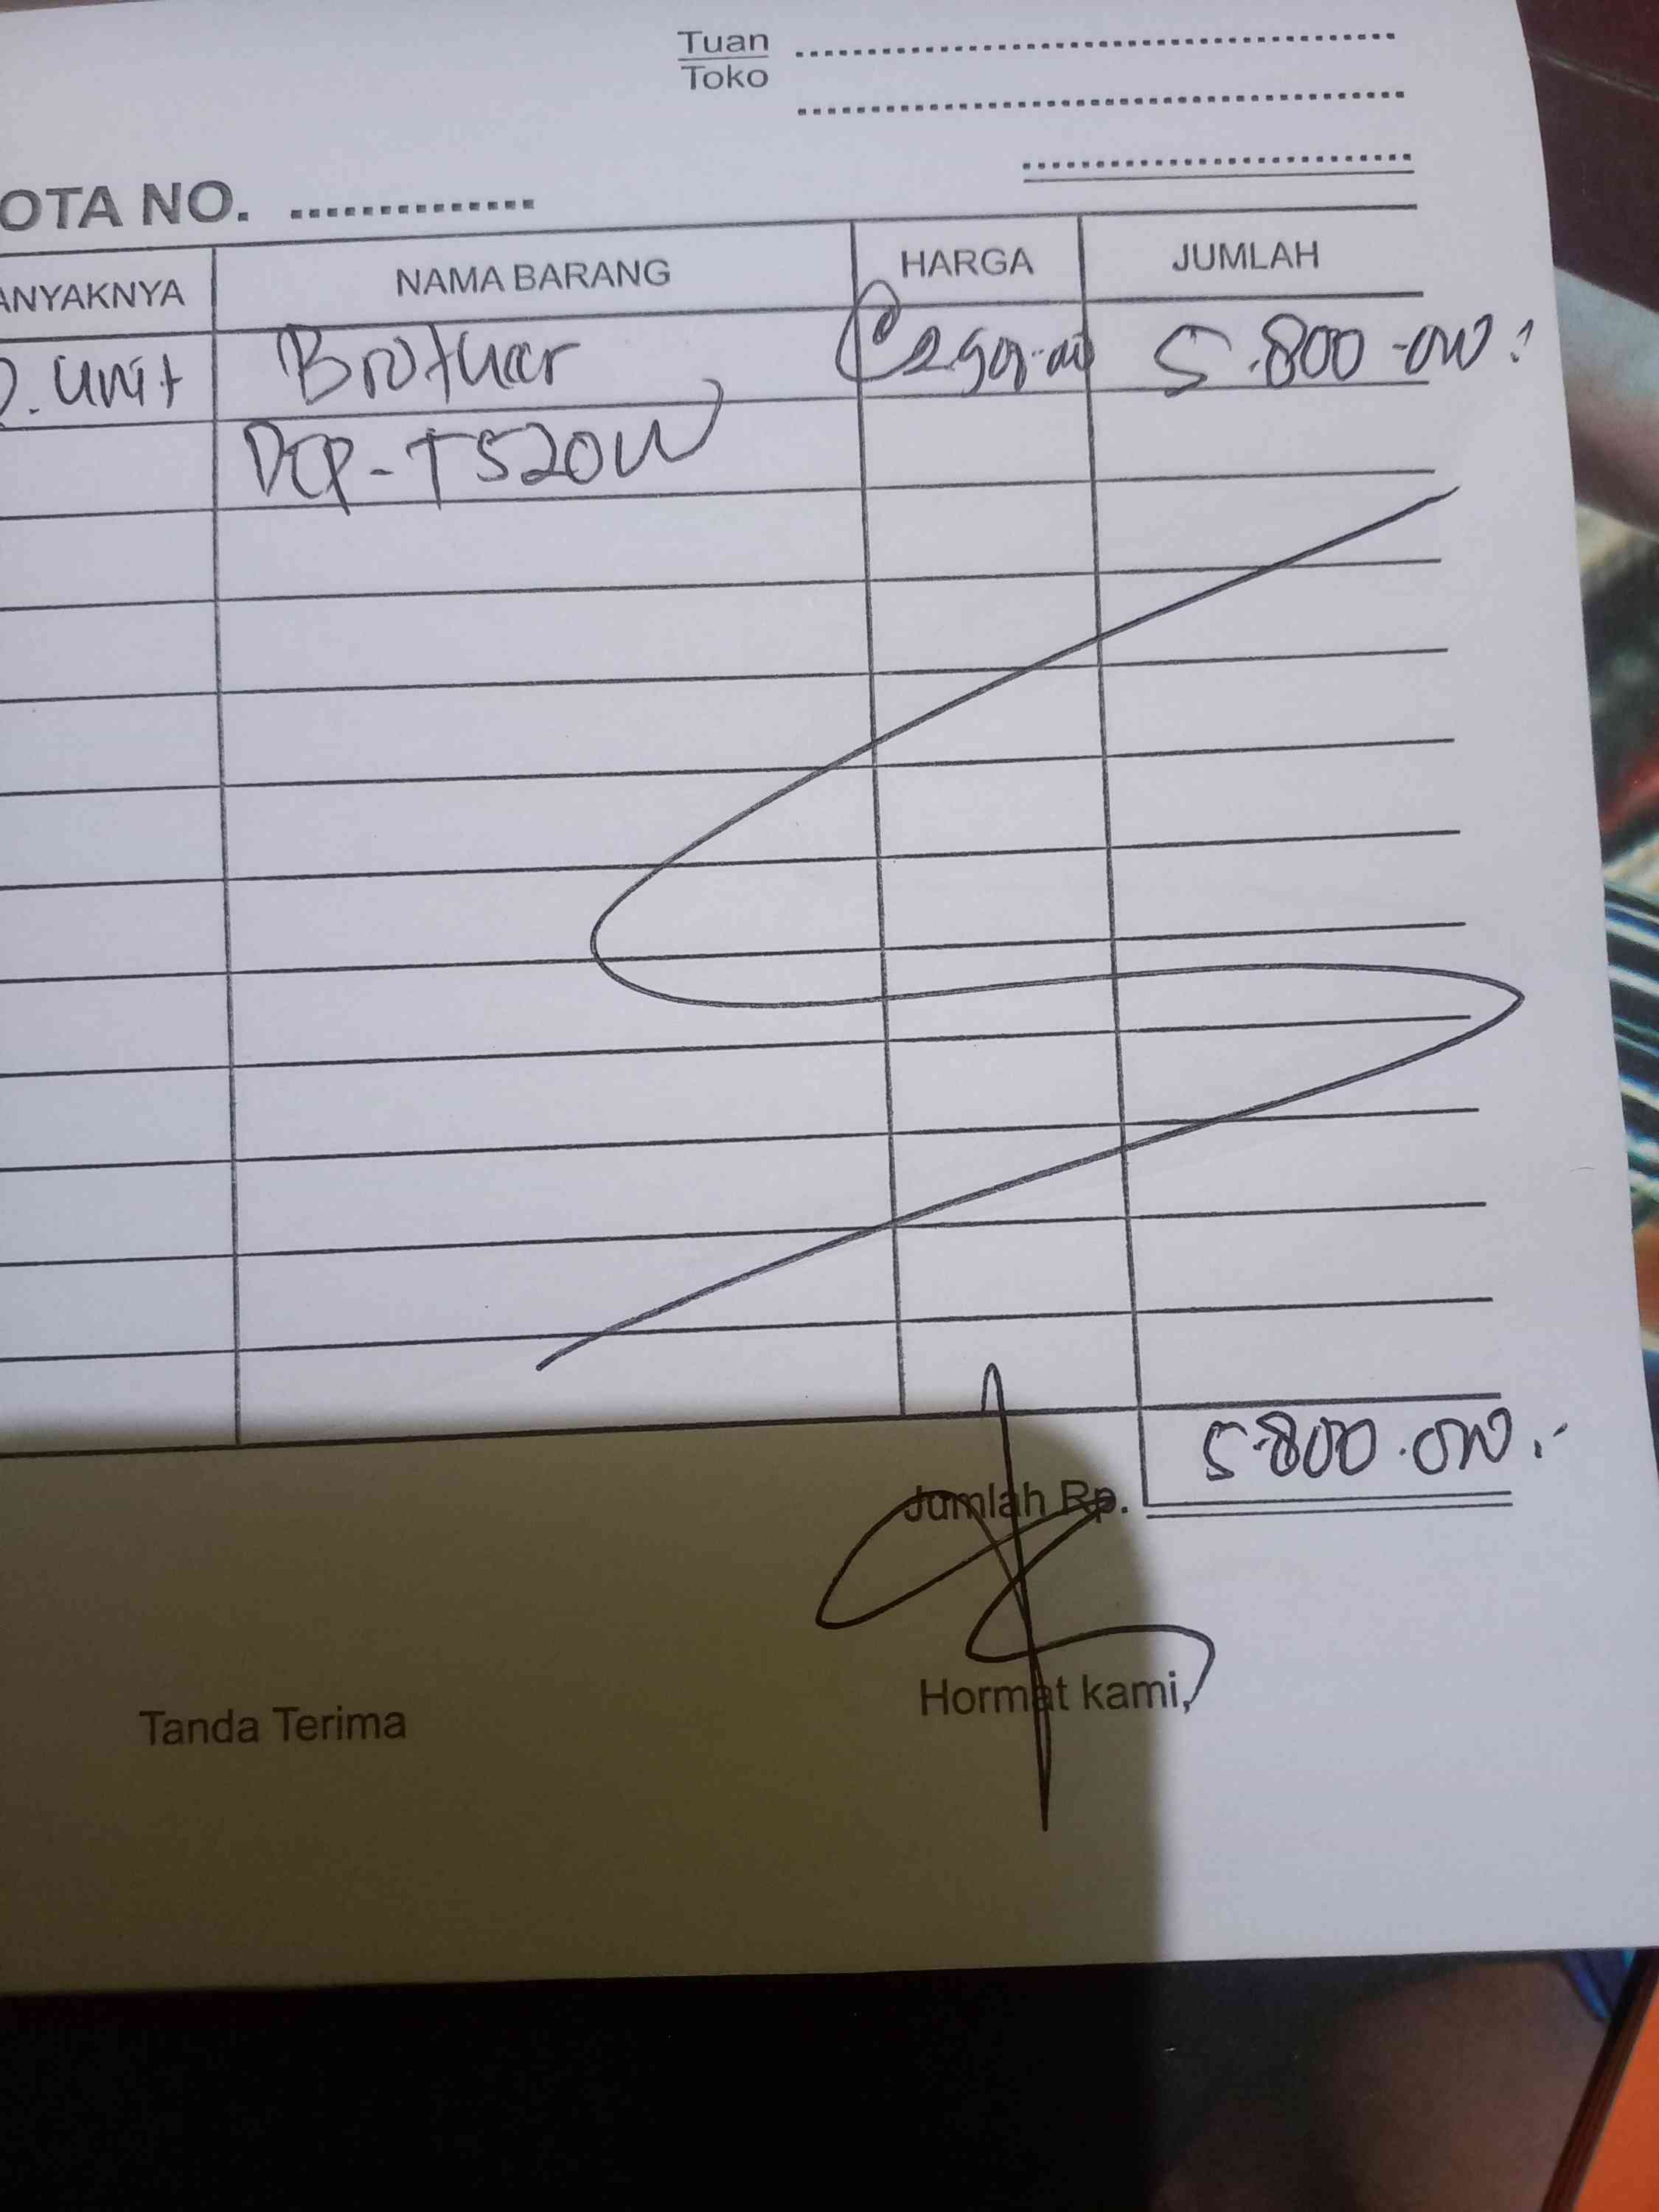 Tuan
Toko
OTA NO.
ANYAKNYA NAMA BARANG HARGA JUMLAH
unit Brother 5.800.000
DCP-T520W
Jumlah Rp. 5.800.000
Tanda Terima Hormat kami,